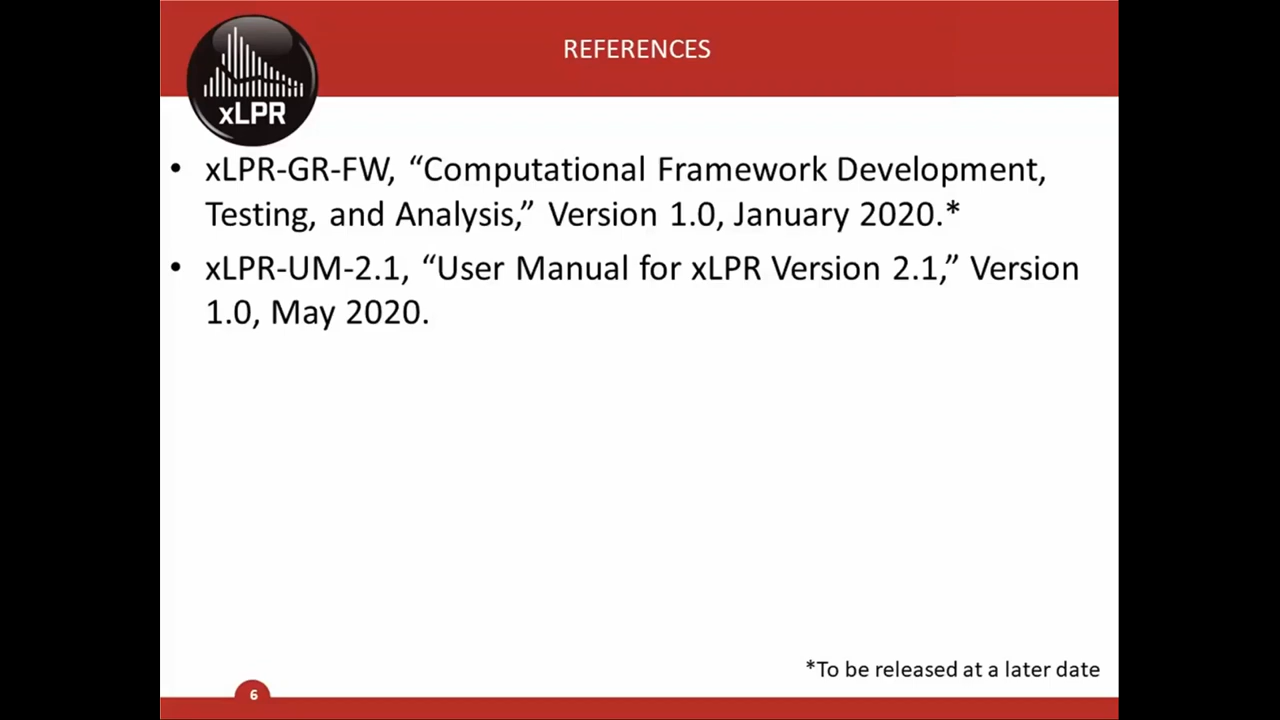 REFERENCES
xLPR
• xLPR-GR-FW, “Computational Framework Development,
Testing, and Analysis,” Version 1.0, January 2020.*
• xLPR-UM-2.1, “User Manual for xLPR Version 2.1,” Version
1.0, May 2020.
*To be released at a later date
6